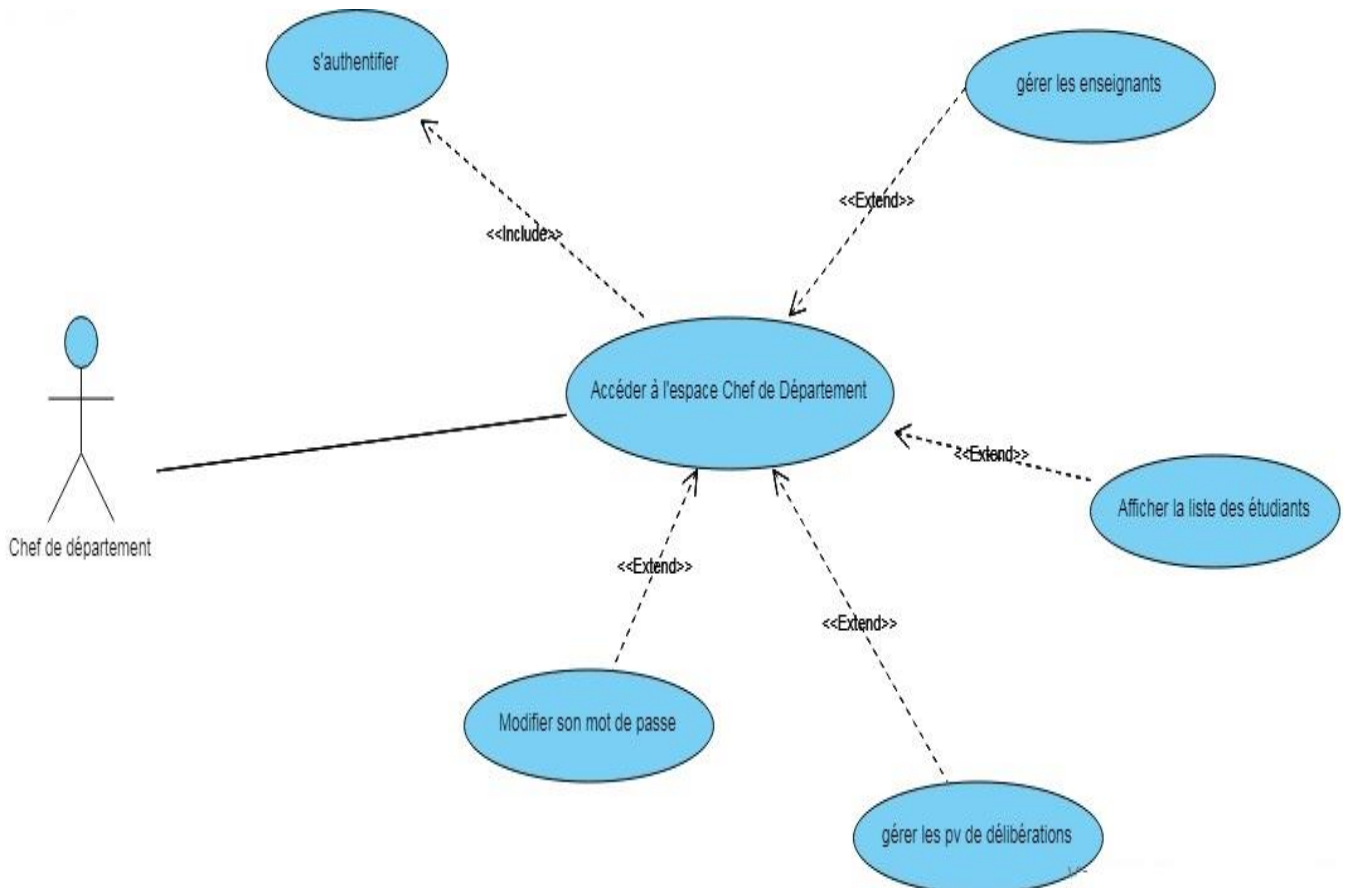 s'authentifier
gérer les enseignants
<<Extend>>
<<Include>>
Accéder à l'espace Chef de Département
<<Extend>>
Afficher la liste des étudiants
Chef de département
<<Extend>>
<<Extend>>
Modifier son mot de passe
gérer les pv de délibérations